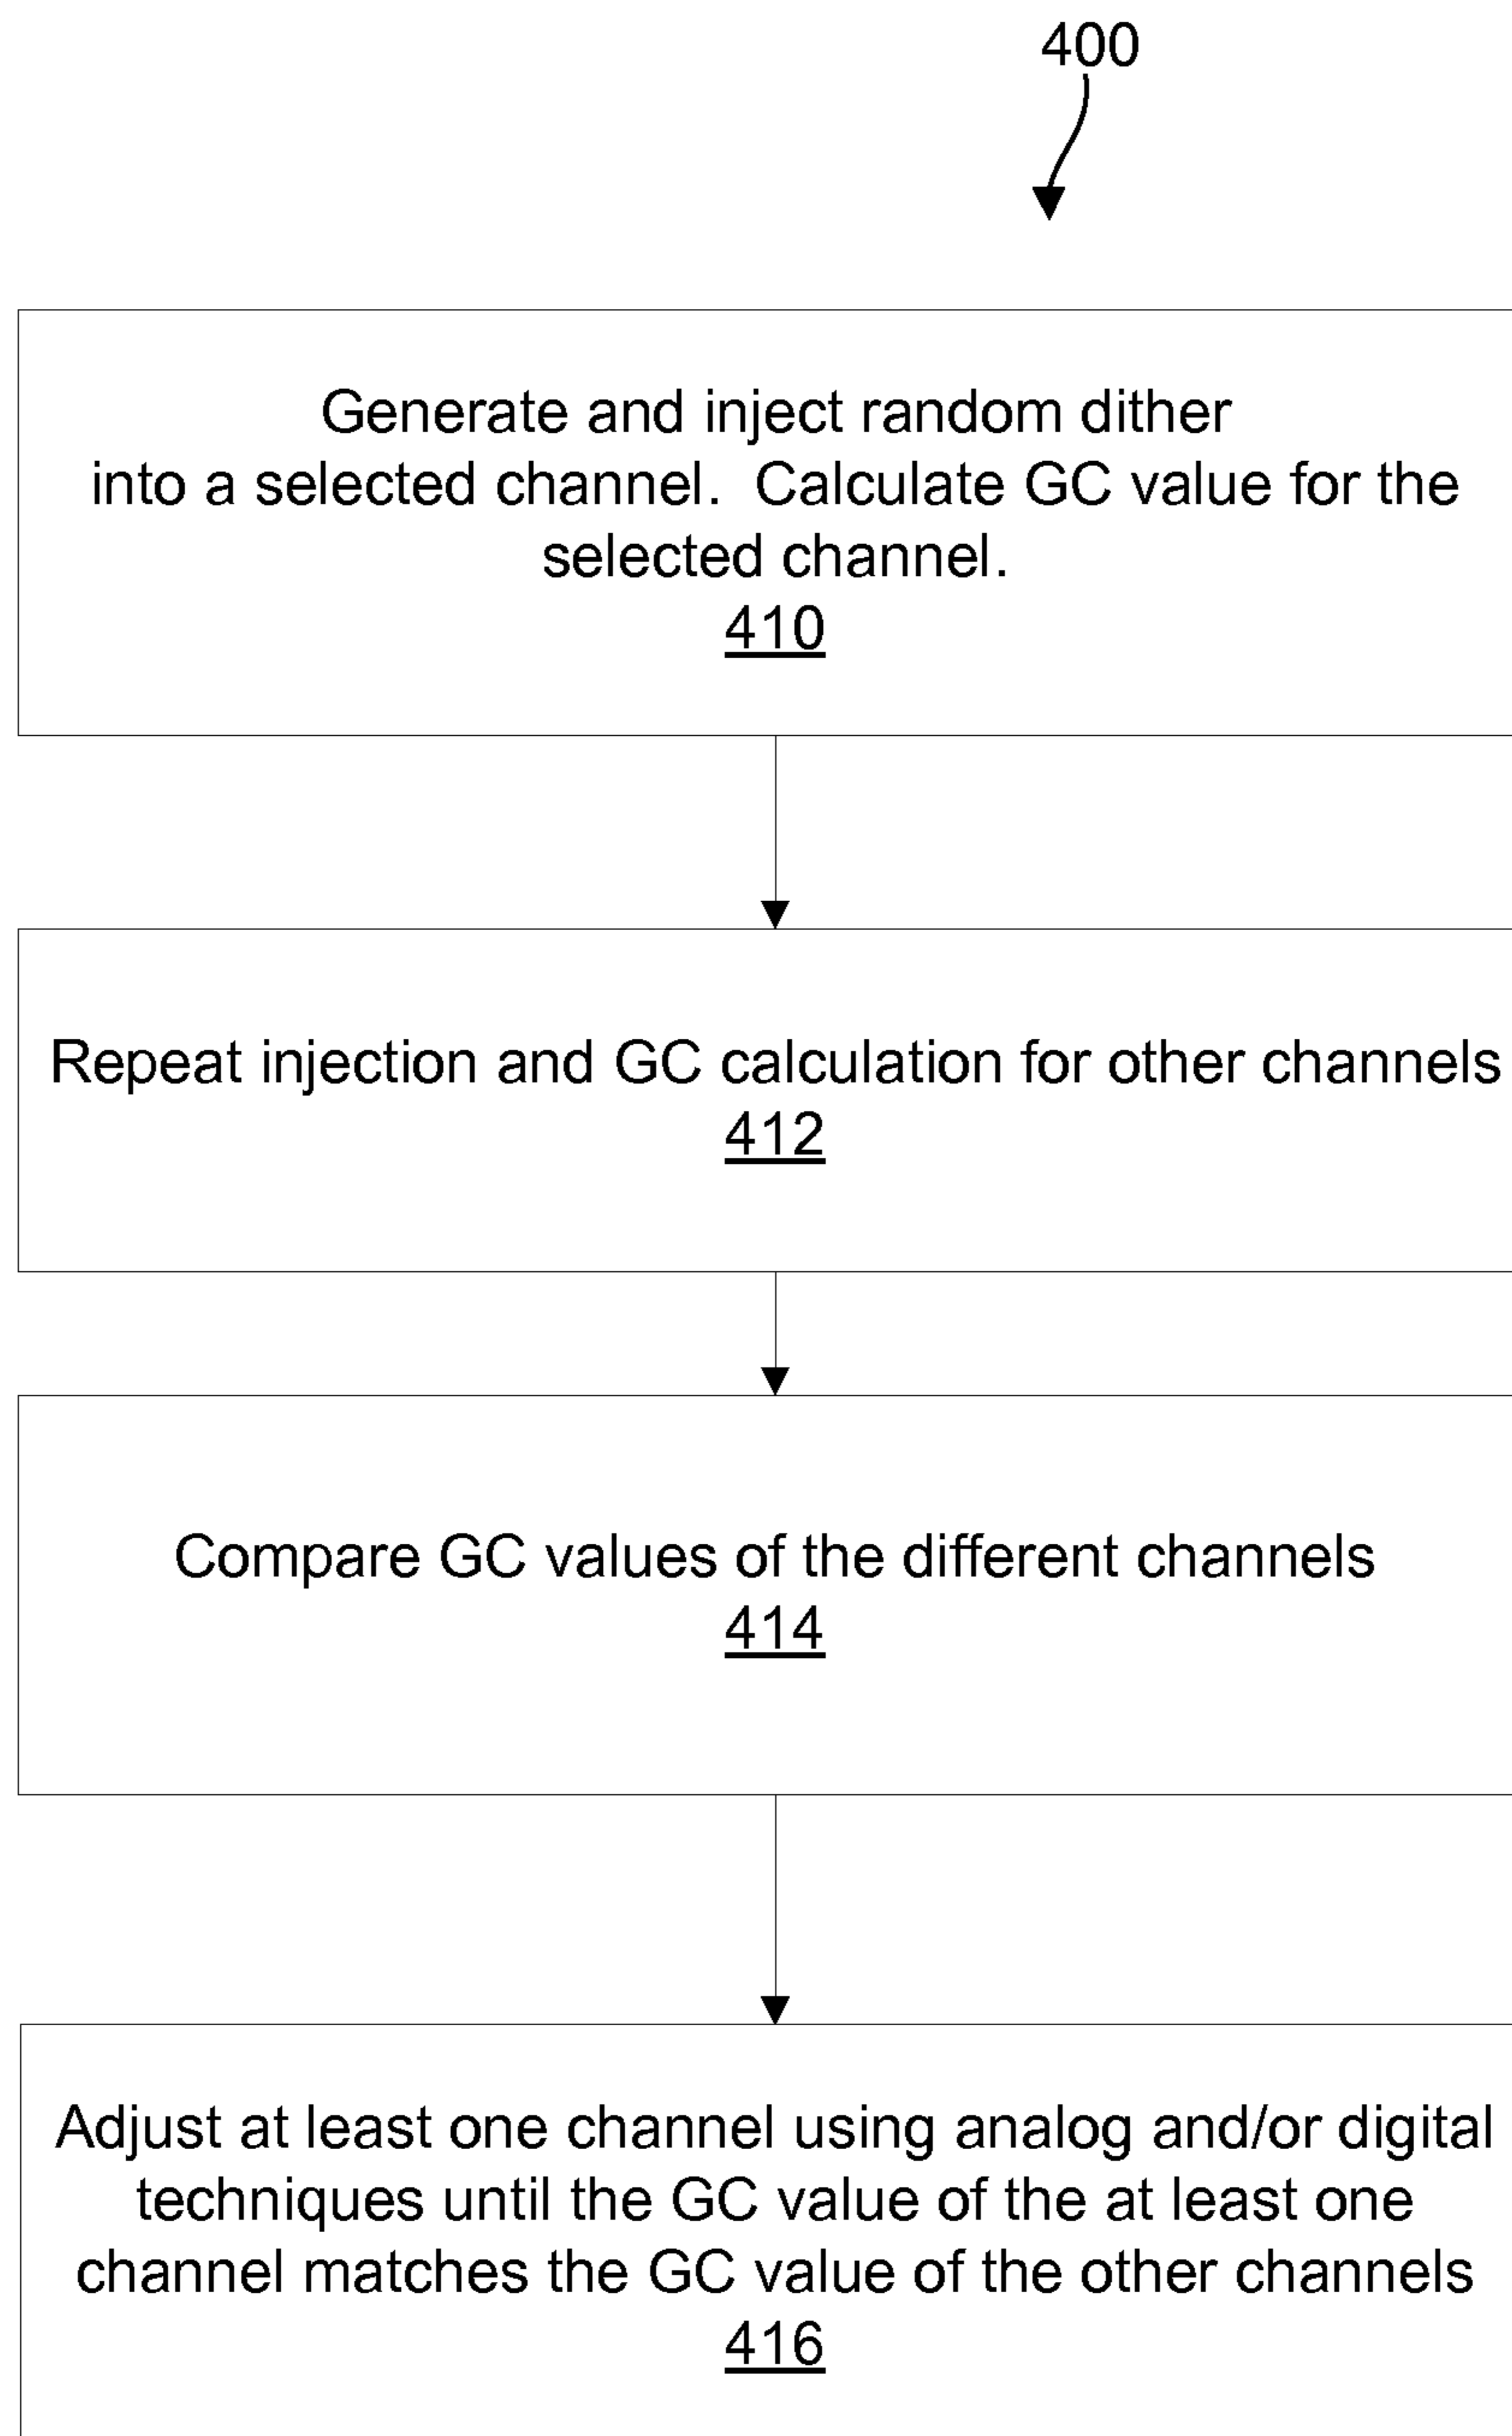 400
Generate and inject random dither
into a selected channel.  Calculate GC value for the
selected channel.
410
Repeat injection and GC calculation for other channels
412
Compare GC values of the different channels
414
Adjust at least one channel using analog and/or digital
techniques until the GC value of the at least one
channel matches the GC value of the other channels
416